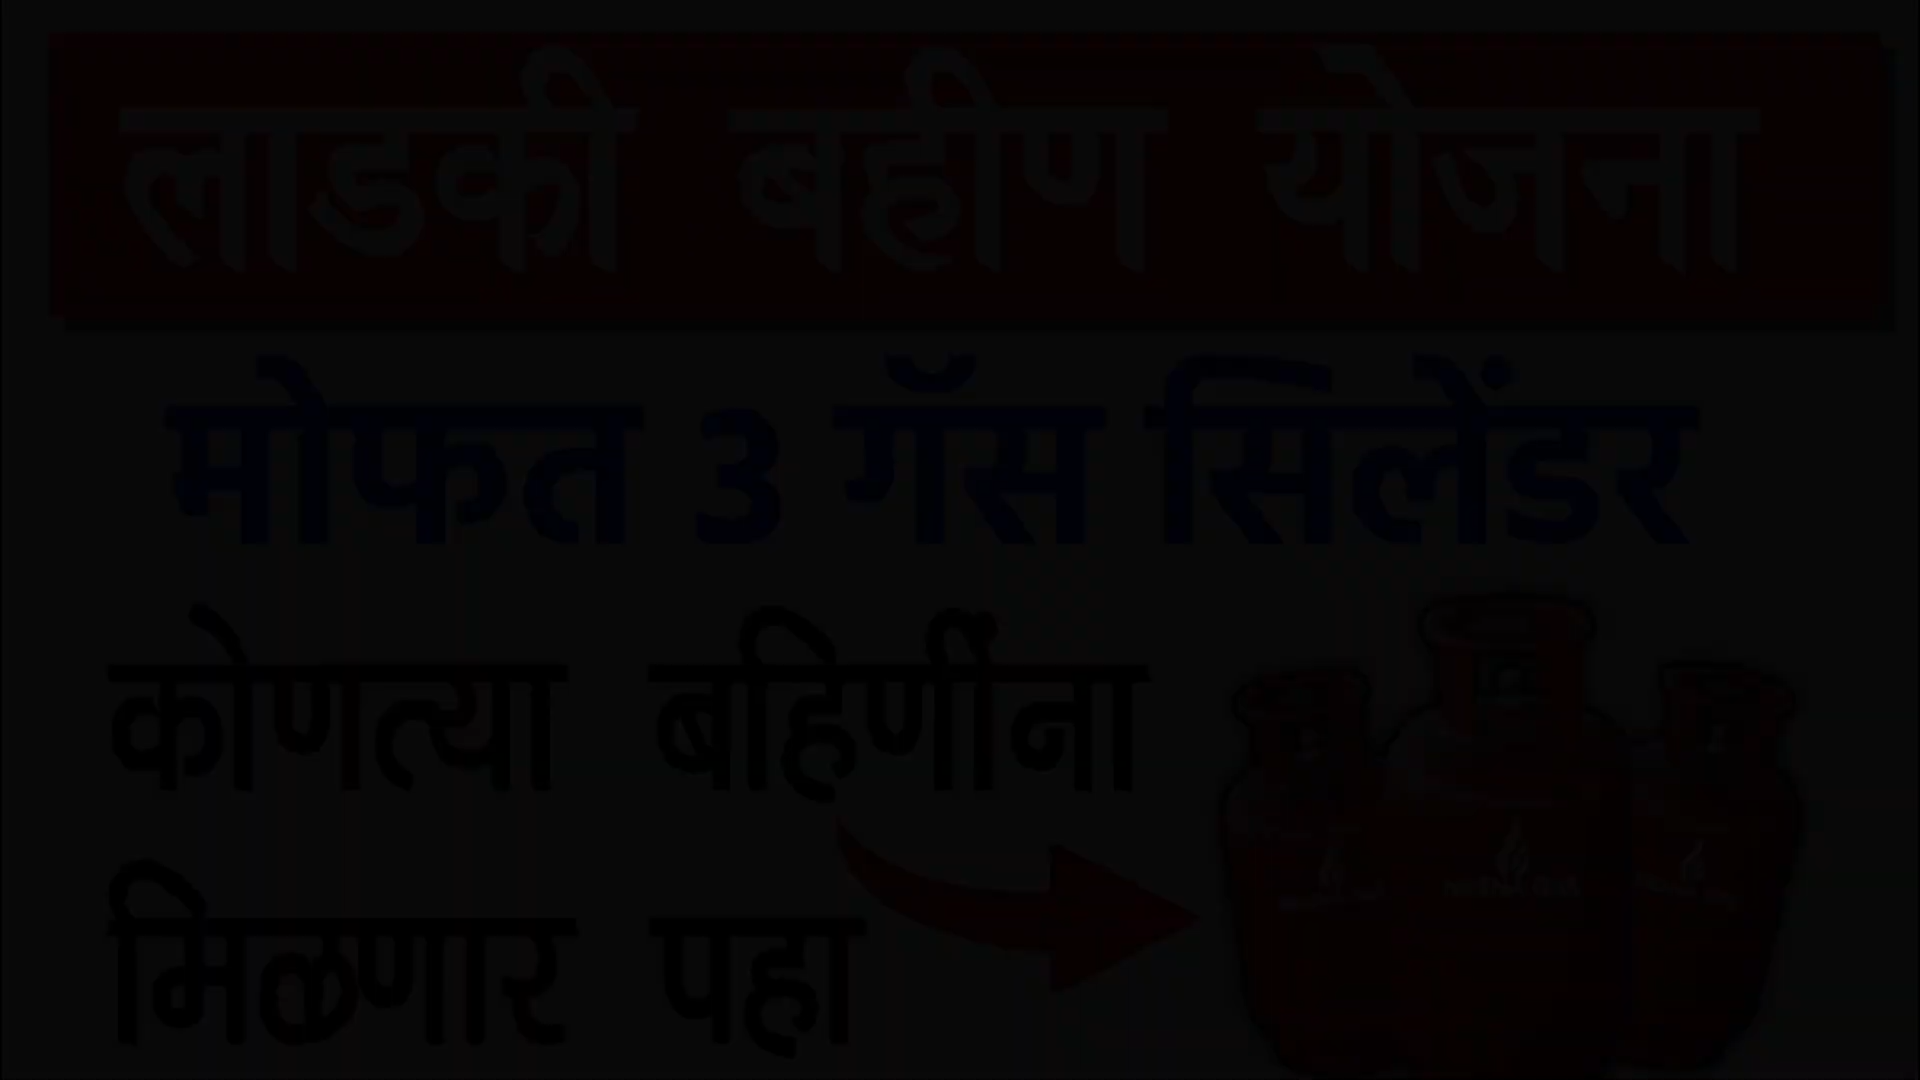 लाडकी बहीण योजना
मोफत 3 गॅस सिलेंडर
कोणत्या बहिणींना
मिळणार पहा